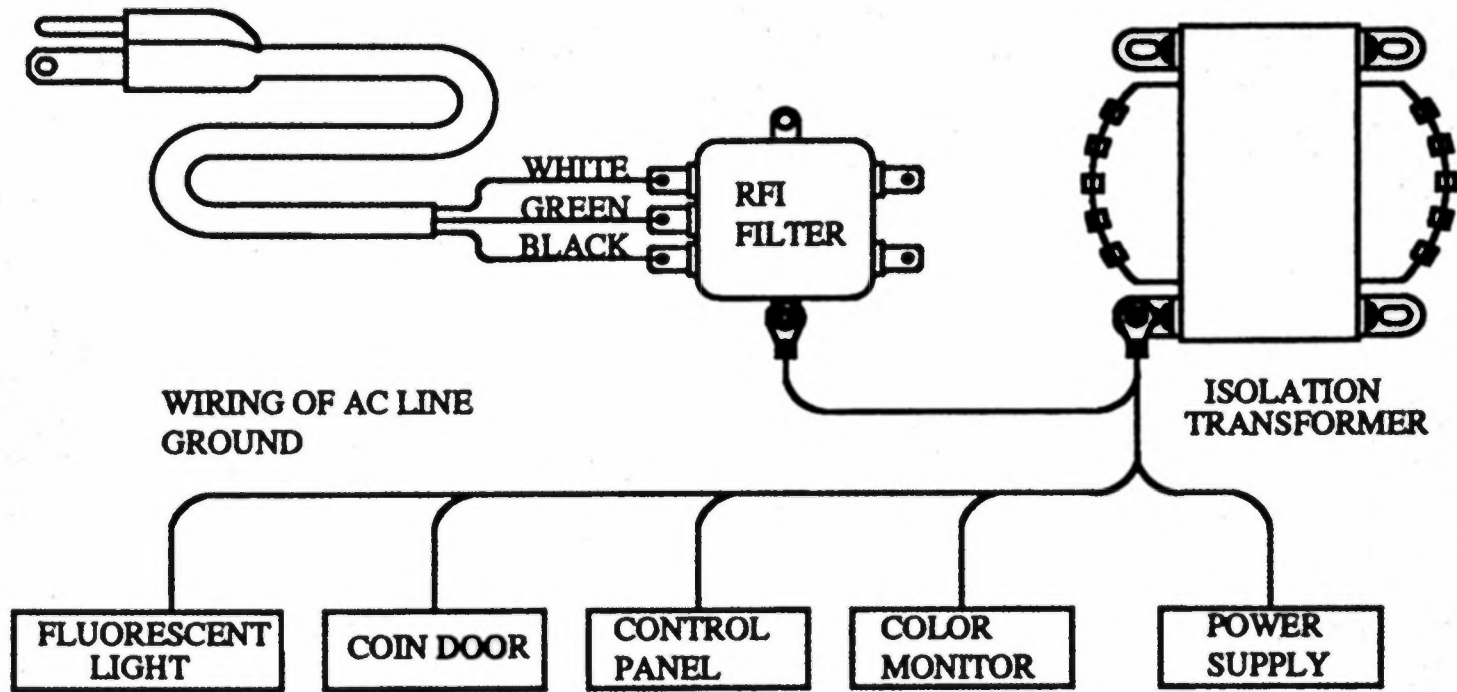 WHITE
GREEN
BLACK
RFI
FILTER
WIRING OF AC LINE
GROUND
ISOLATION
TRANSFORMER
FLUORESCENT
LIGHT
COIN DOOR
CONTROL
PANEL
COLOR
MONITOR
POWER
SUPPLY